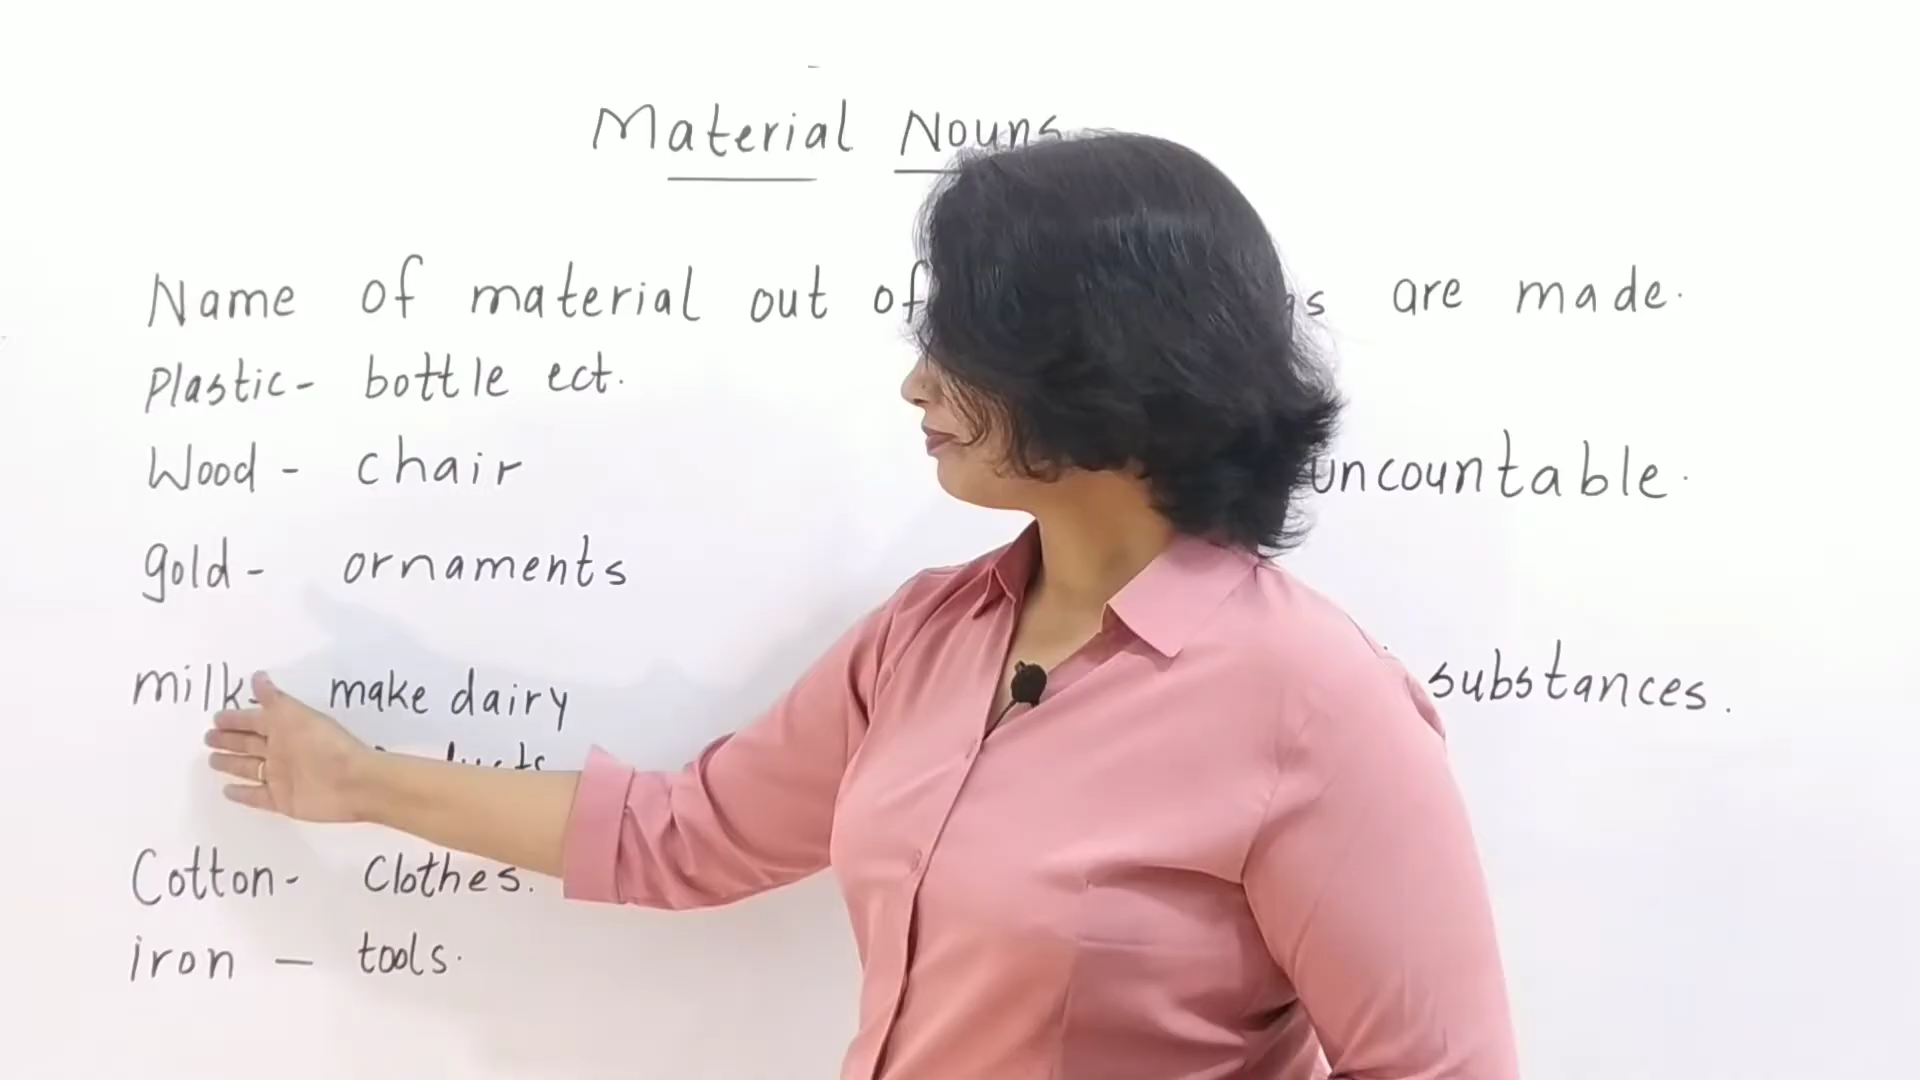 Material Nouns
Name of material out of are made.
Plastic - bottle ect.
Wood - chair
uncountable.
gold - ornaments
milk - make dairy
substances.
Cotton - Clothes.
iron - tools.